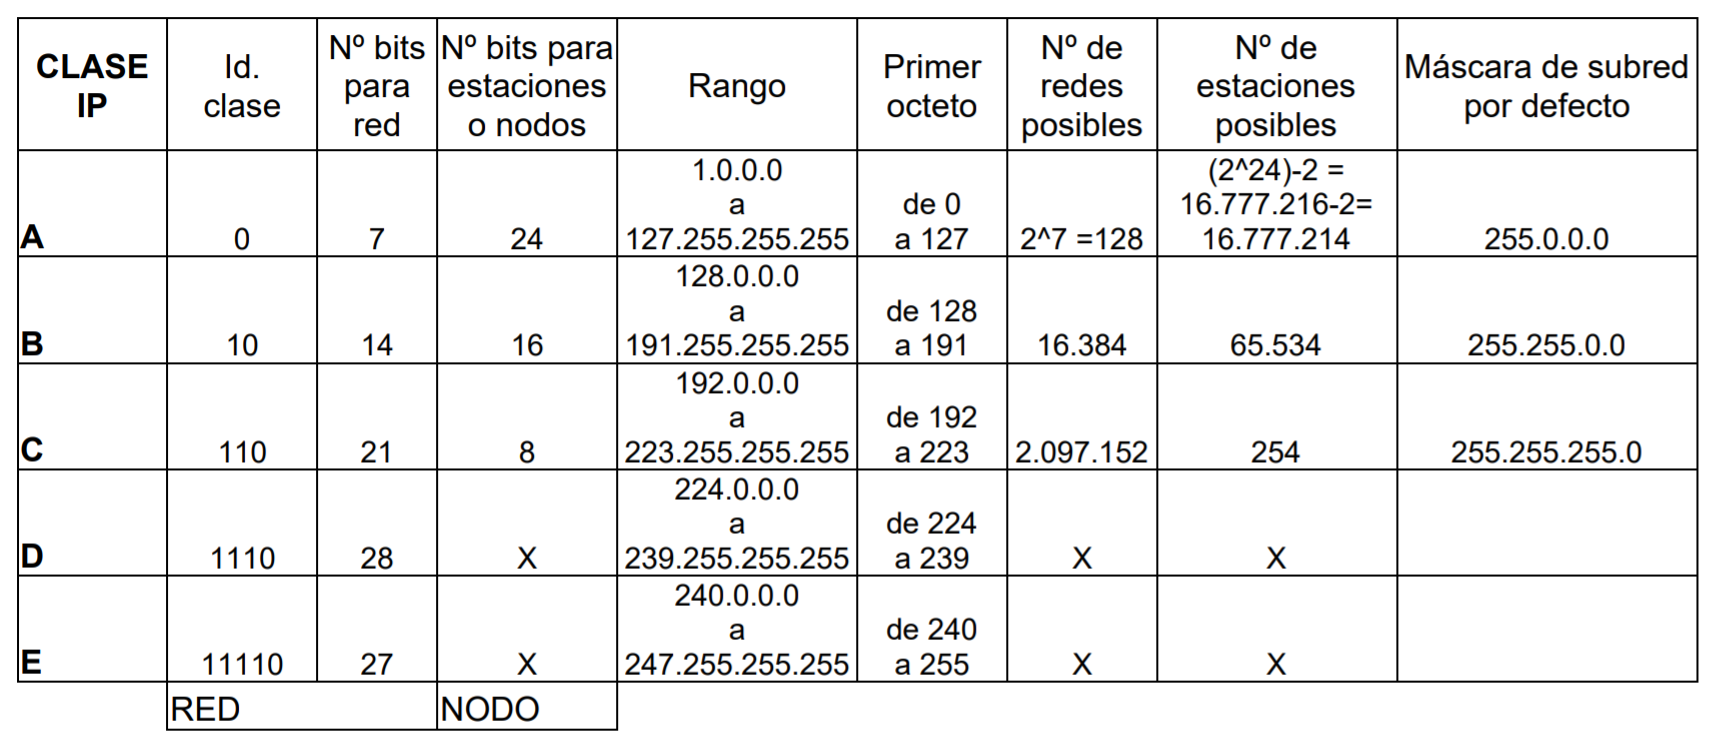 CLASE IP
Id. clase
Nº bits para red
Nº bits para estaciones o nodos
Rango
Primer octeto
Nº de redes posibles
Nº de estaciones posibles
Máscara de subred por defecto
A
0
7
24
1.0.0.0
a
127.255.255.255
de 0
a 127
2^7 =128
(2^24)-2 =
16.777.216-2=
16.777.214
255.0.0.0
B
10
14
16
128.0.0.0
a
191.255.255.255
de 128
a 191
16.384
65.534
255.255.0.0
C
110
21
8
192.0.0.0
a
223.255.255.255
de 192
a 223
2.097.152
254
255.255.255.0
D
1110
28
X
224.0.0.0
a
239.255.255.255
de 224
a 239
X
X
E
11110
27
X
240.0.0.0
a
247.255.255.255
de 240
a 255
X
X
RED
NODO